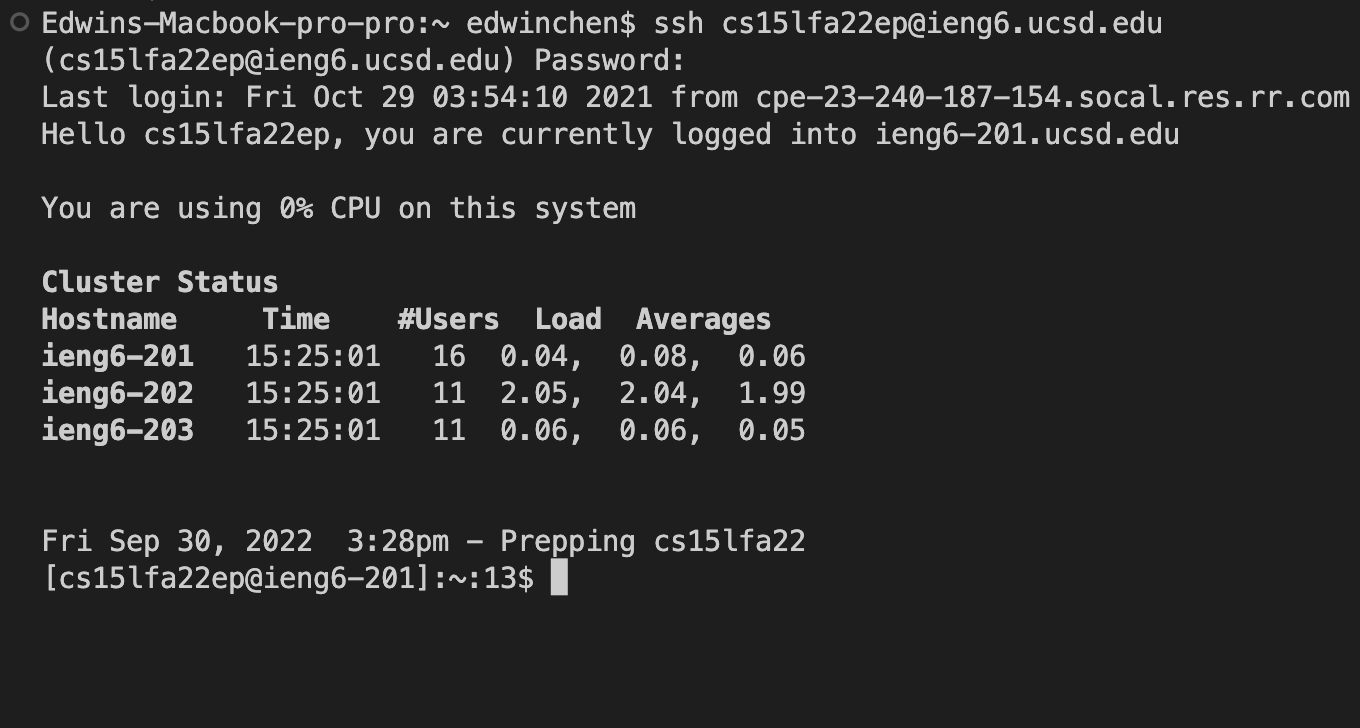 Edwins-Macbook-pro-pro:~ edwinchen$ ssh cs15lfa22ep@ieng6.ucsd.edu
(cs15lfa22ep@ieng6.ucsd.edu) Password:
Last login: Fri Oct 29 03:54:10 2021 from cpe-23-240-187-154.socal.res.rr.com
Hello cs15lfa22ep, you are currently logged into ieng6-201.ucsd.edu

You are using 0% CPU on this system

Cluster Status
Hostname     Time    #Users  Load  Averages
ieng6-201   15:25:01   16  0.04,  0.08,  0.06
ieng6-202   15:25:01   11  2.05,  2.04,  1.99
ieng6-203   15:25:01   11  0.06,  0.06,  0.05

Fri Sep 30, 2022  3:28pm - Prepping cs15lfa22
[cs15lfa22ep@ieng6-201]:~:13$